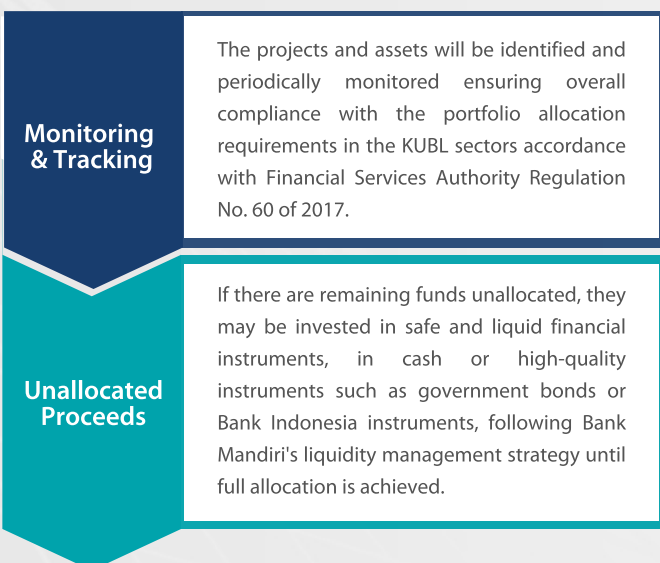 Monitoring
& Tracking
The projects and assets will be identified and
periodically monitored ensuring overall
compliance with the portfolio allocation
requirements in the KUBL sectors accordance
with Financial Services Authority Regulation
No. 60 of 2017.
Unallocated
Proceeds
If there are remaining funds unallocated, they
may be invested in safe and liquid financial
instruments, in cash or high-quality
instruments such as government bonds or
Bank Indonesia instruments, following Bank
Mandiri's liquidity management strategy until
full allocation is achieved.